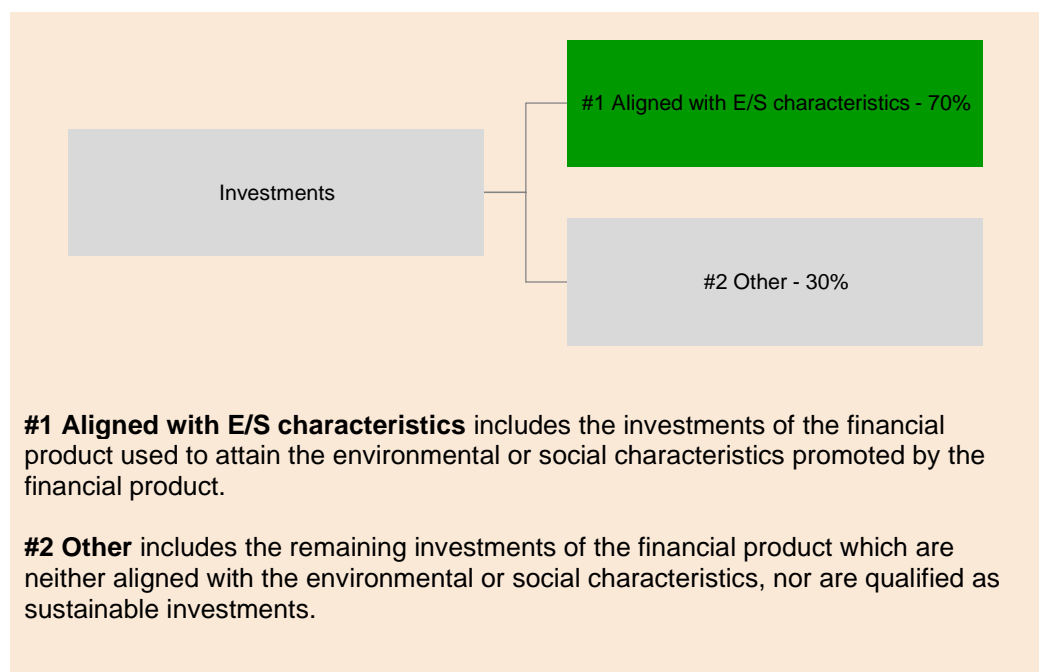 #1 Aligned with E/S characteristics - 70%
Investments
#2 Other - 30%
#1 Aligned with E/S characteristics includes the investments of the financial
product used to attain the environmental or social characteristics promoted by the
financial product.
#2 Other includes the remaining investments of the financial product which are
neither aligned with the environmental or social characteristics, nor are qualified as
sustainable investments.